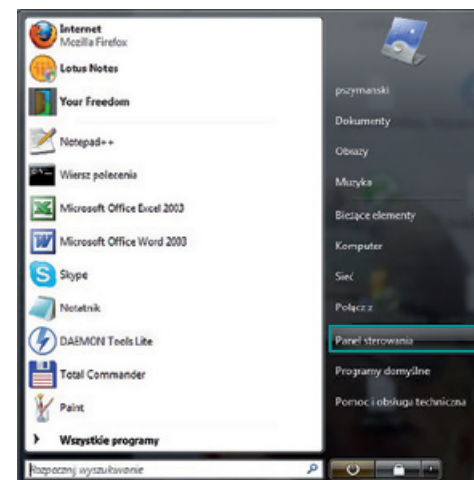 Internet
Mozilla Firefox
Lotus Notes
Your Freedom
Notepad++
Wiersz polecenia
Microsoft Office Excel 2003
Microsoft Office Word 2003
Skype
Notatnik
DAEMON Tools Lite
Total Commander
Paint
Wszystkie programy
Rozpocznij wyszukiwanie
pszymanski
Dokumenty
Obrazy
Muzyka
Bieżące elementy
Komputer
Sieć
Połącz z
Panel sterowania
Programy domyślne
Pomoc i obsługa techniczna